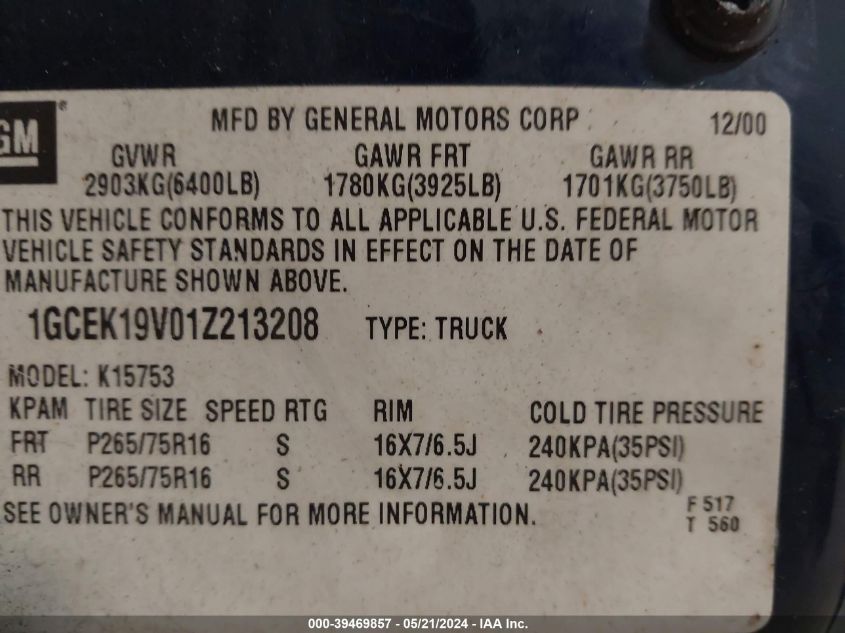 GM ®
MFD BY GENERAL MOTORS CORP 12/00
GVWR GAWR FRT GAWR RR
2903KG(6400LB) 1780KG(3925LB) 1701KG(3750LB)
THIS VEHICLE CONFORMS TO ALL APPLICABLE U.S. FEDERAL MOTOR
VEHICLE SAFETY STANDARDS IN EFFECT ON THE DATE OF
MANUFACTURE SHOWN ABOVE.
1GCEK19V01Z213208 TYPE: TRUCK
MODEL: K15753
KPAM TIRE SIZE SPEED RTG RIM COLD TIRE PRESSURE
FRT P265/75R16 S 16X7/6.5J 240KPA(35PSI)
RR P265/75R16 S 16X7/6.5J 240KPA(35PSI)
SEE OWNER'S MANUAL FOR MORE INFORMATION.
F 517
T 560
000-39469857 - 05/21/2024 - IAA Inc.